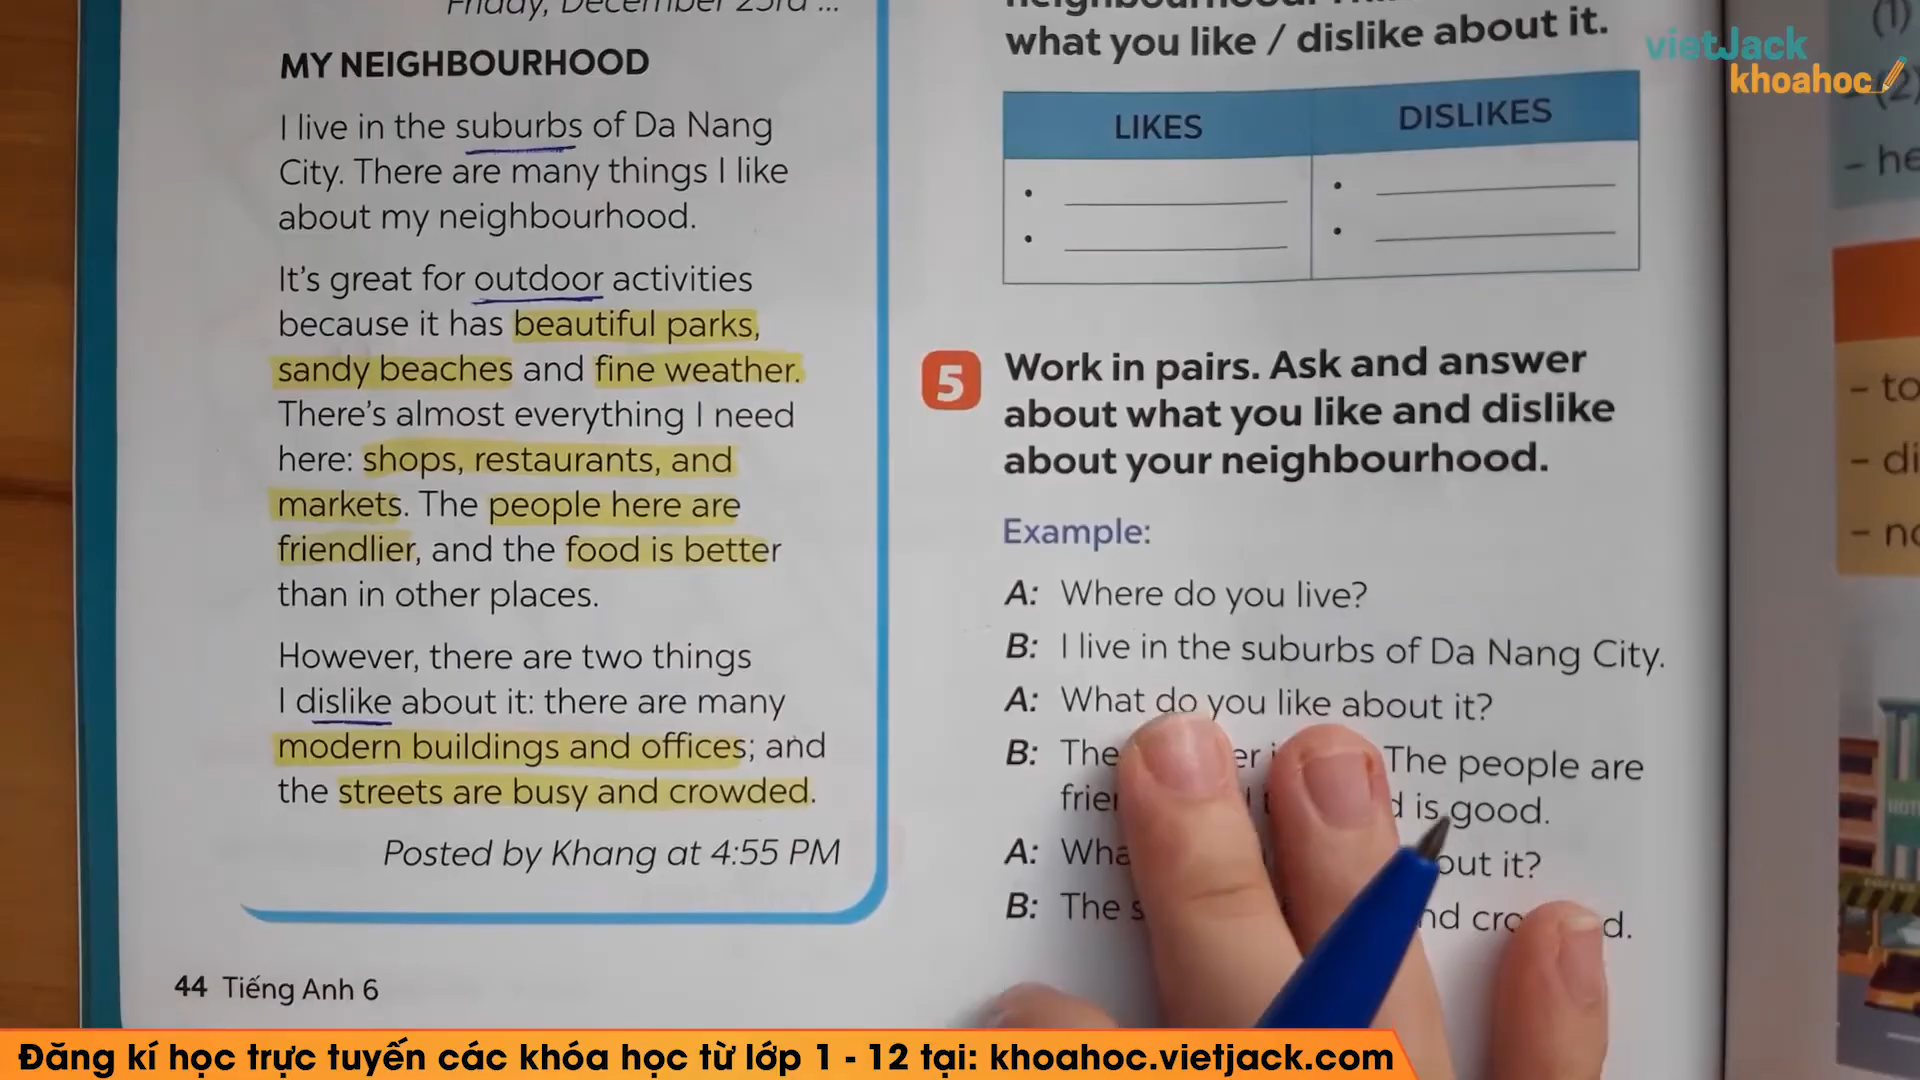 Friday, December 23rd ...
MY NEIGHBOURHOOD
I live in the suburbs of Da Nang
City. There are many things I like
about my neighbourhood.
It's great for outdoor activities
because it has beautiful parks,
sandy beaches and fine weather.
There's almost everything I need
here: shops, restaurants, and
markets. The people here are
friendlier, and the food is better
than in other places.
However, there are two things
I dislike about it: there are many
modern buildings and offices; and
the streets are busy and crowded.
Posted by Khang at 4:55 PM
44 Tiếng Anh 6
what you like / dislike about it.
LIKES
DISLIKES
5 Work in pairs. Ask and answer
about what you like and dislike
about your neighbourhood.
Example:
A: Where do you live?
B: I live in the suburbs of Da Nang City.
A: What do you like about it?
B: The people are
is good.
A: it?
B: The
(1)
(2)
vietJack
khoahoc
Đăng kí học trực tuyến các khóa học từ lớp 1 - 12 tại: khoahoc.vietjack.com